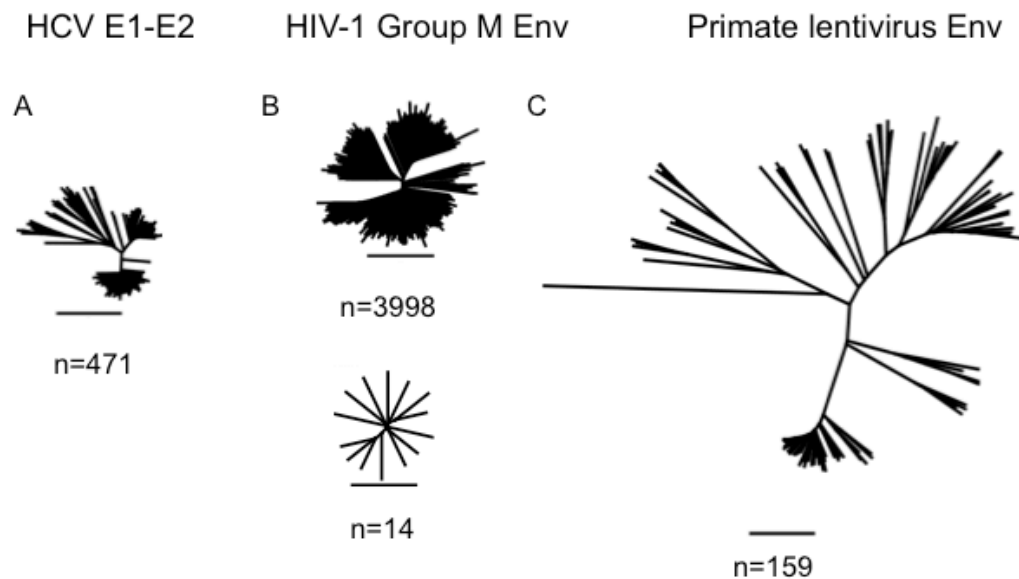 HCV E1-E2
HIV-1 Group M Env
Primate lentivirus Env
A
B
C
n=471
n=3998
n=14
n=159